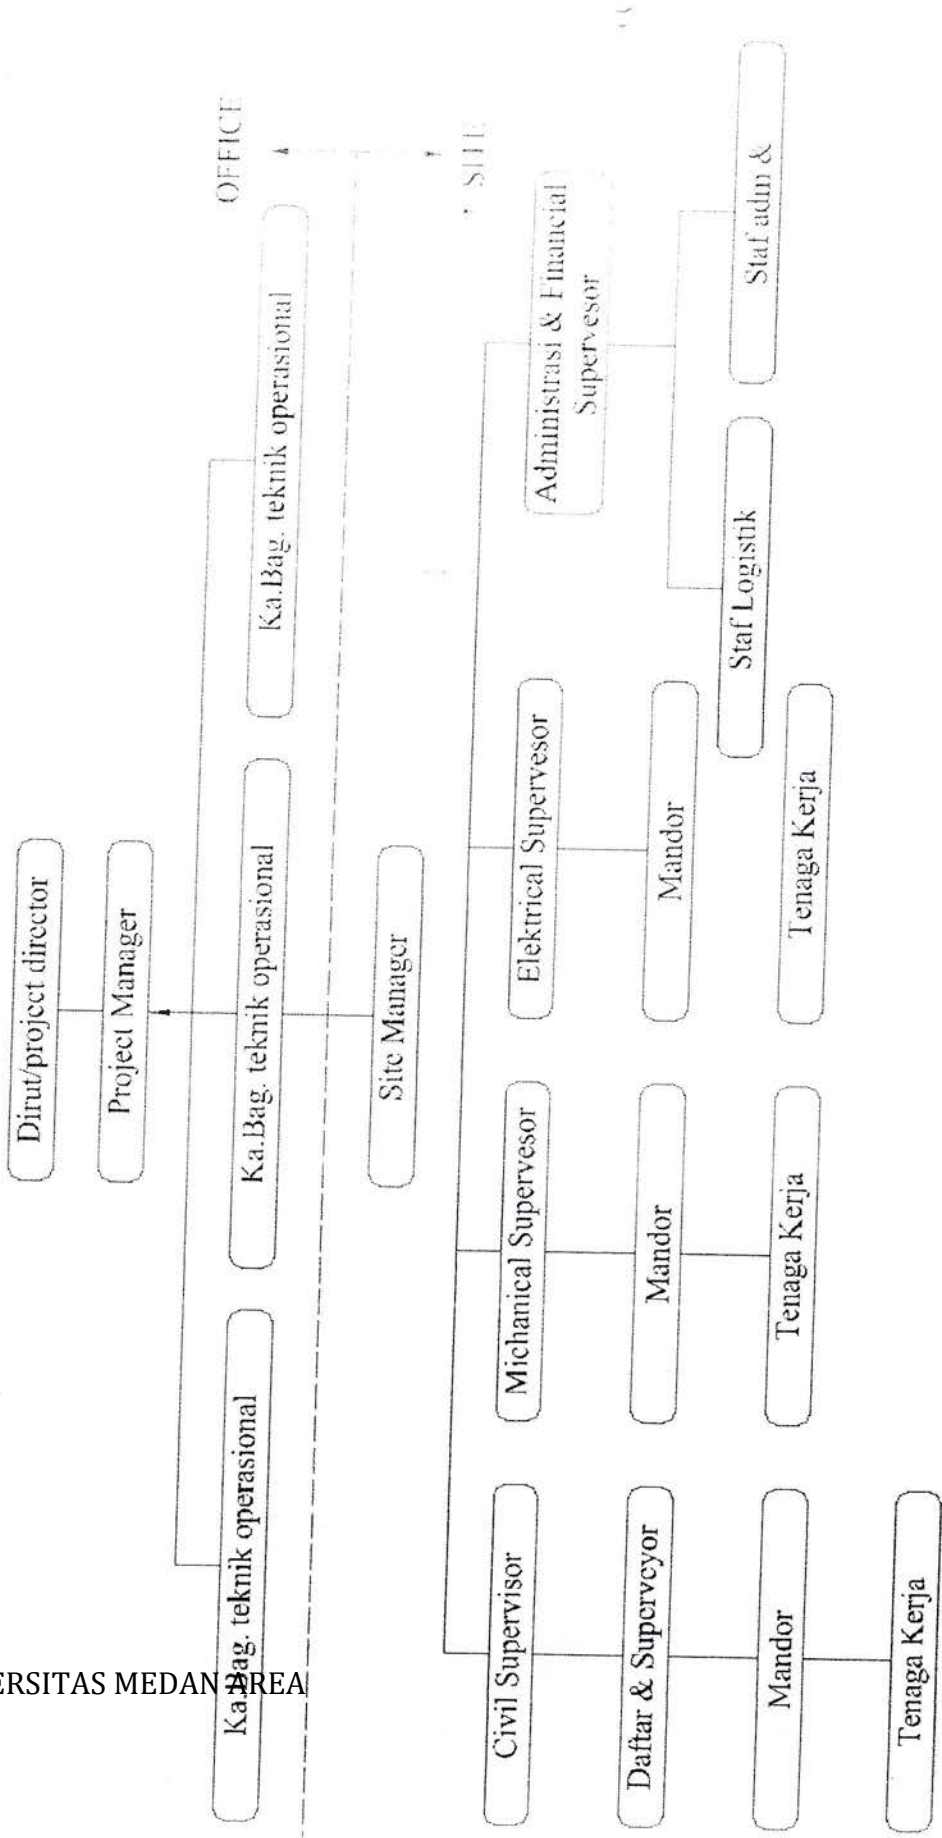 Dirut/project director
Project Manager
Ka.Bag. teknik operasional
Ka.Bag. teknik operasional
Ka.Bag. teknik operasional
OFFICE
SITE
Site Manager
Civil Supervisor
Michanical Supervesor
Elektrical Supervesor
Administrasi & Financial
Supervesor
Daftar & Supervcyor
Mandor
Mandor
Mandor
Staf Logistik
Staf adm &
Tenaga Kerja
Tenaga Kerja
Tenaga Kerja
ERSITAS MEDAN AREA